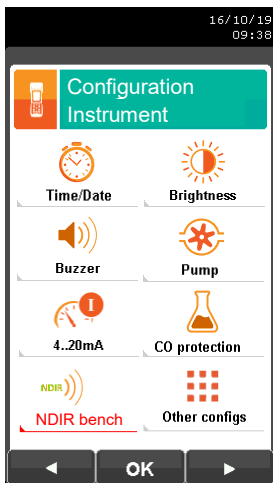 16/10/19
09:38
Configuration
Instrument
Time/Date
Brightness
Buzzer
Pump
I
4..20mA
CO protection
NDIR
NDIR bench
Other configs
OK